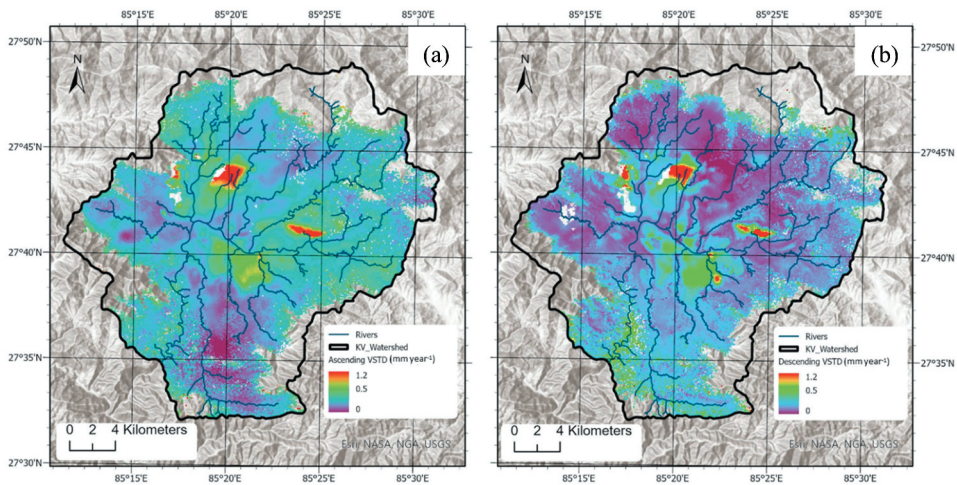 85°15'E 85°20'E 85°25'E 85°30'E
27°50'N
(a)
N
27°45'N
27°40'N
27°35'N
27°30'N
Rivers
KV_Watershed
Ascending VSTD (mm year⁻¹)
1.2
0.5
0
0 2 4 Kilometers
Esri, NASA, NGA, USGS
85°15'E 85°20'E 85°25'E 85°30'E
85°15'E 85°20'E 85°25'E 85°30'E
(b)
27°50'N
N
27°45'N
27°40'N
27°35'N
27°30'N
Rivers
KV_Watershed
Descending VSTD (mm year⁻¹)
1.2
0.5
0
0 2 4 Kilometers
Esri, NASA, NGA, USGS
85°15'E 85°20'E 85°25'E 85°30'E